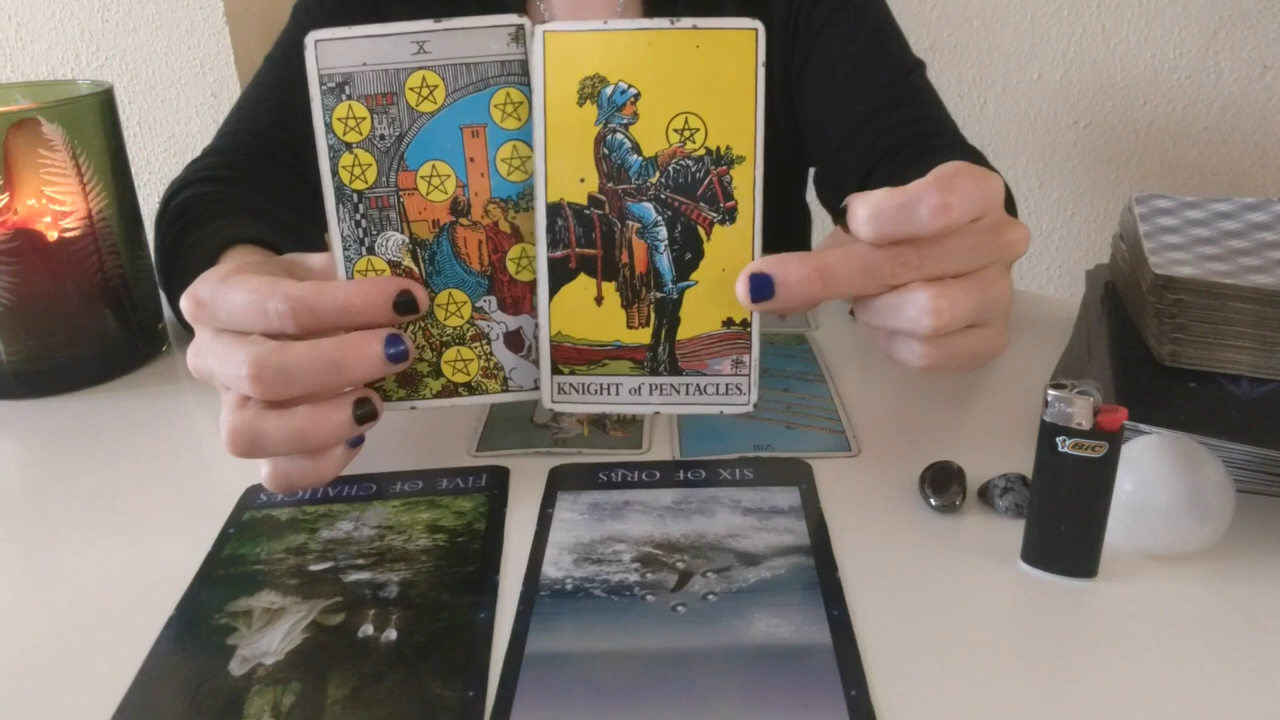 X
KNIGHT of PENTACLES.
FIVE OF CHALICES
SIX OF ORBS
BIC